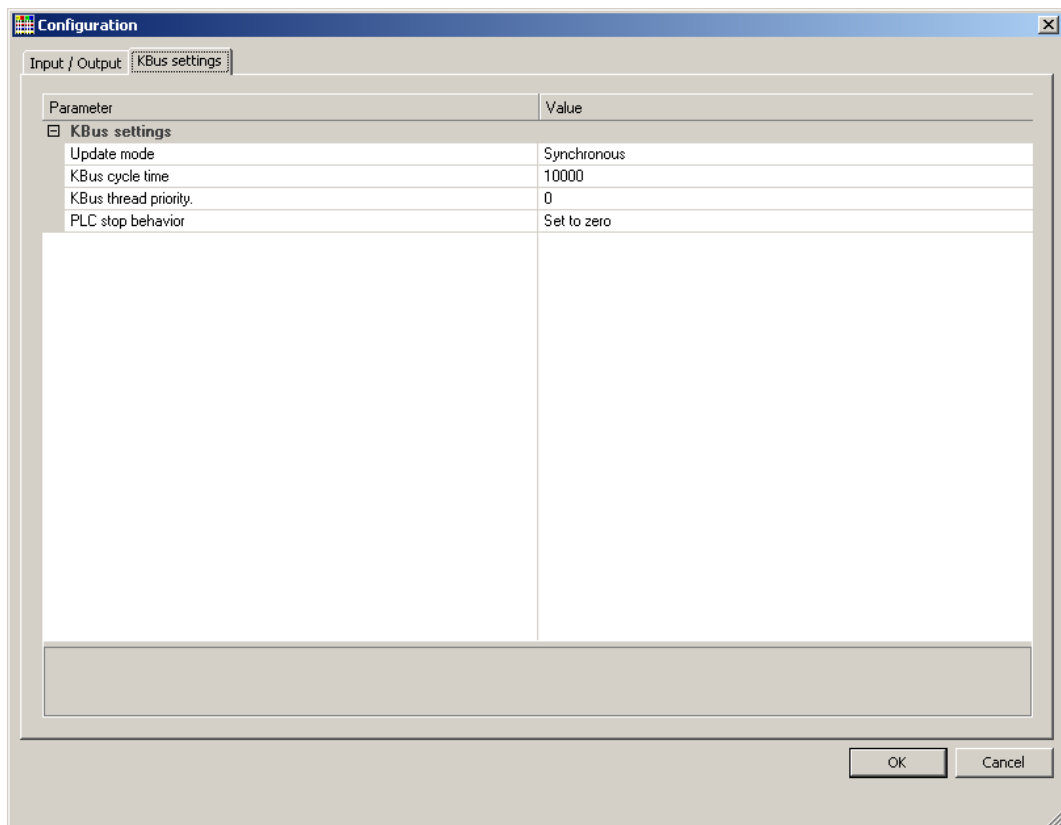 Configuration
Input / Output KBus settings
Parameter Value
KBus settings
Update mode Synchronous
KBus cycle time 10000
KBus thread priority. 0
PLC stop behavior Set to zero
OK Cancel